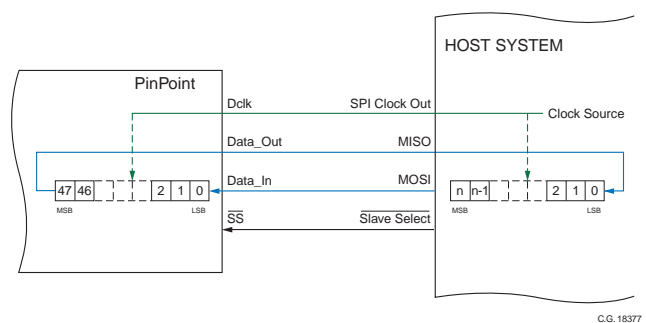 HOST SYSTEM
PinPoint
Dclk SPI Clock Out
Clock Source
Data_Out MISO
47 46 2 1 0 Data_In MOSI n n-1 2 1 0
MSB LSB MSB LSB
SS Slave Select
C.G. 18377